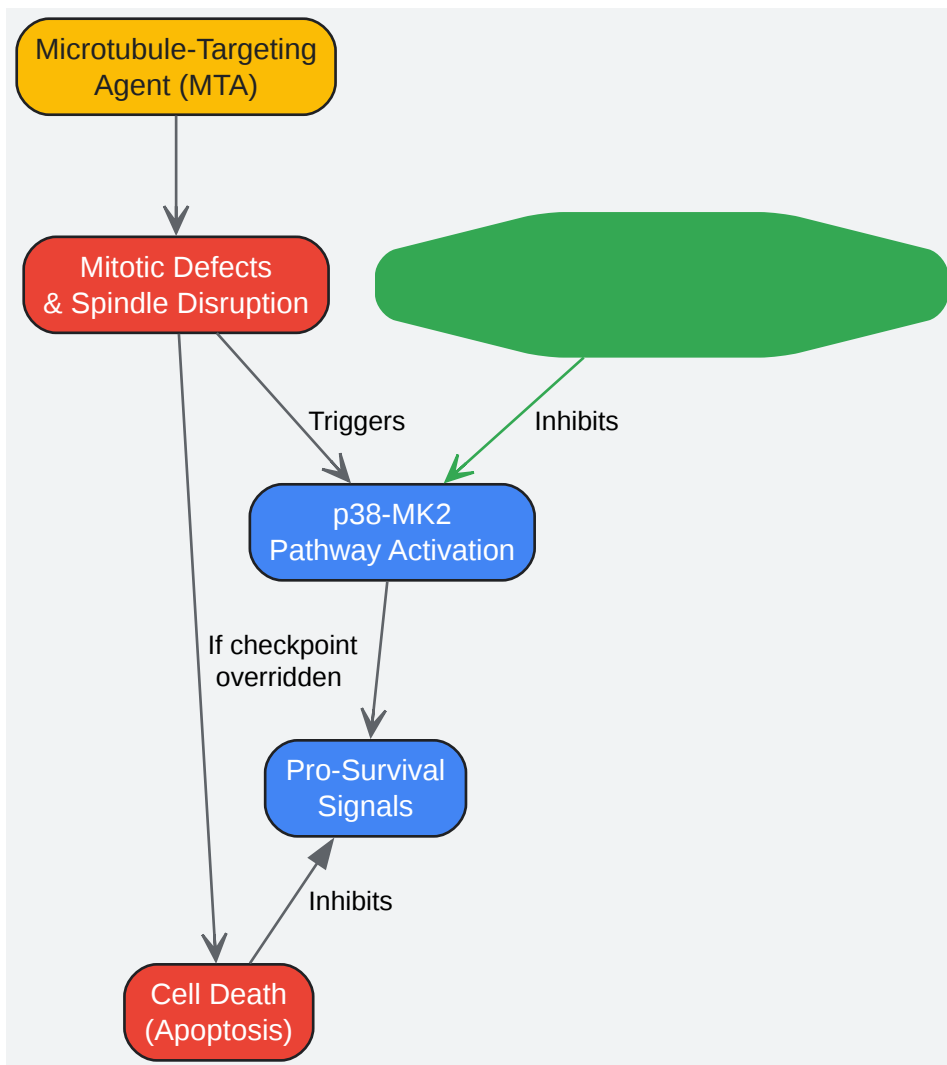 Microtubule-Targeting
Agent (MTA)
Mitotic Defects
& Spindle Disruption
Triggers
Inhibits
p38-MK2
Pathway Activation
If checkpoint
overridden
Pro-Survival
Signals
Inhibits
Cell Death
(Apoptosis)